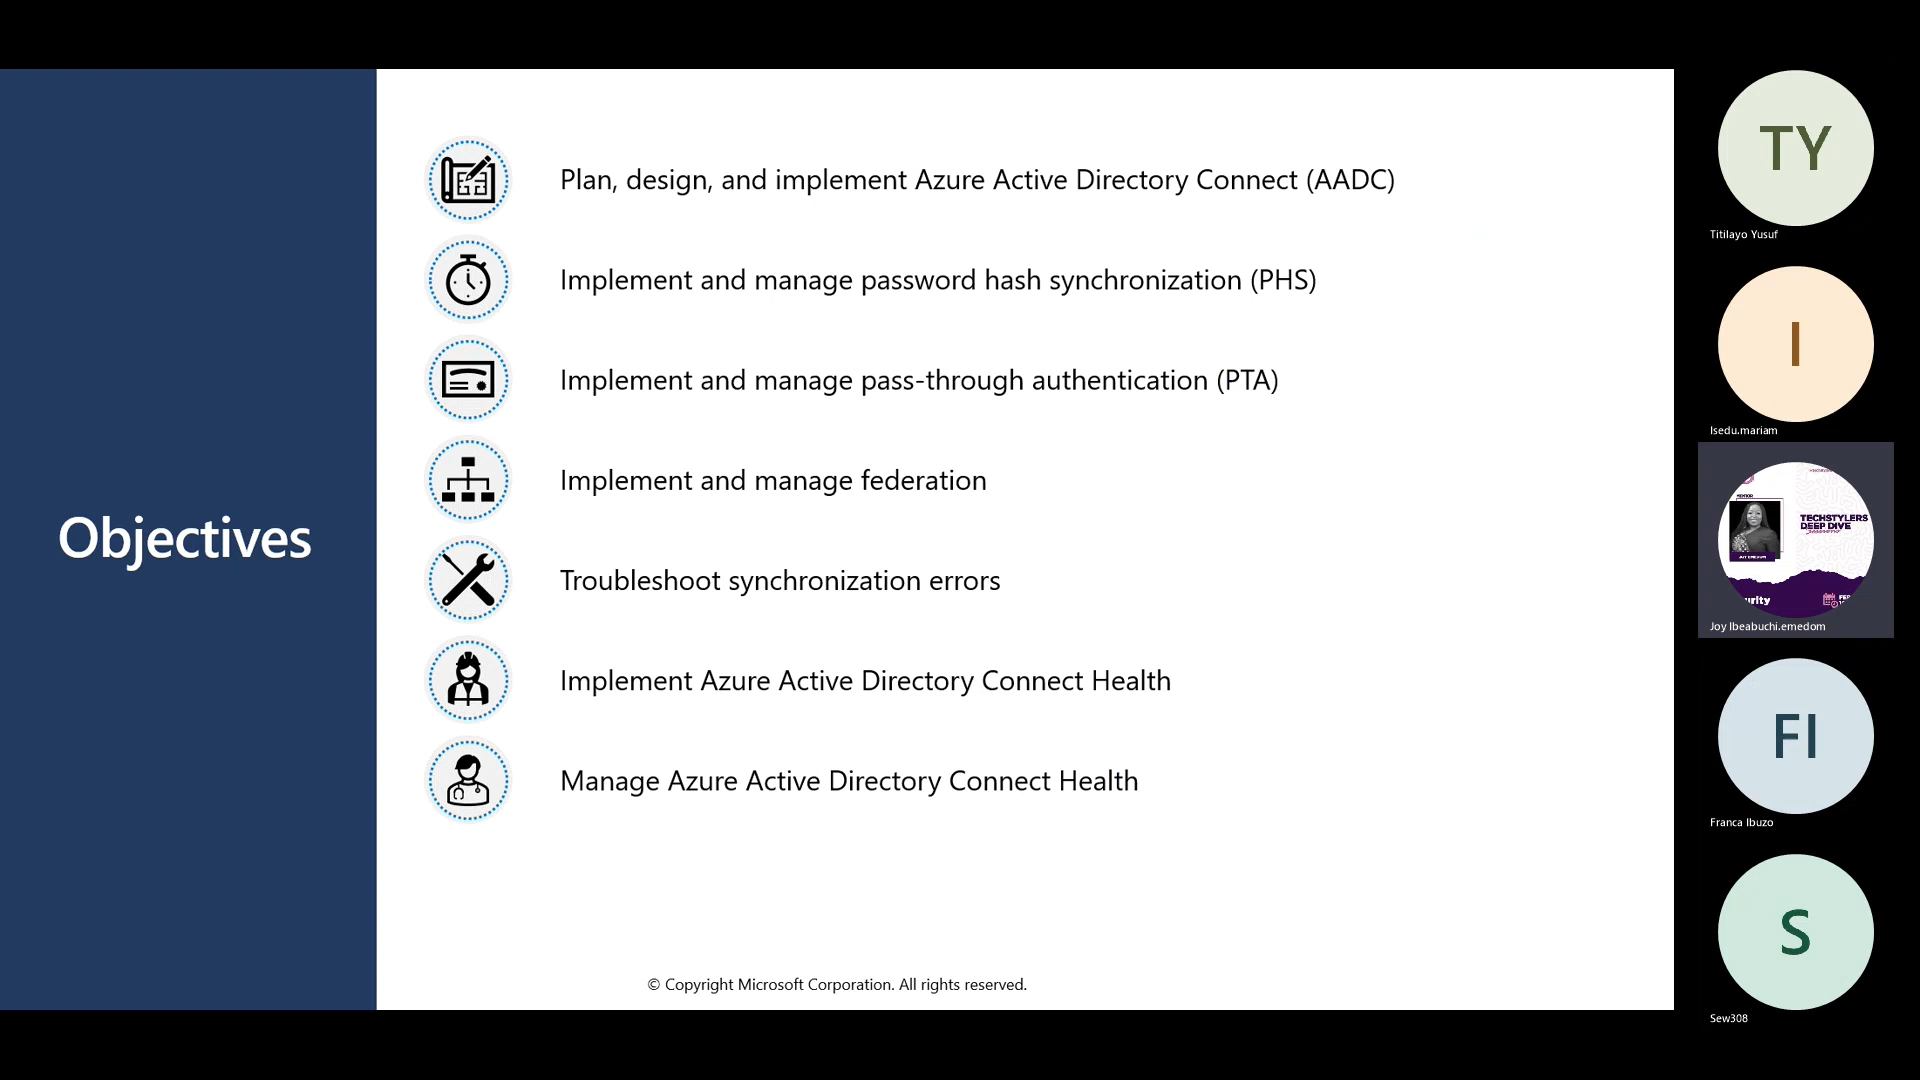 Objectives
Plan, design, and implement Azure Active Directory Connect (AADC)
Implement and manage password hash synchronization (PHS)
Implement and manage pass-through authentication (PTA)
Implement and manage federation
Troubleshoot synchronization errors
Implement Azure Active Directory Connect Health
Manage Azure Active Directory Connect Health
© Copyright Microsoft Corporation. All rights reserved.
TY
Titilayo Yusuf
I
Isedu.mariam
MENTOR
TECHSTYLERS
DEEP DIVE
Joy Ibeabuchi.emedom
FI
Franca Ibuzo
S
Sew308